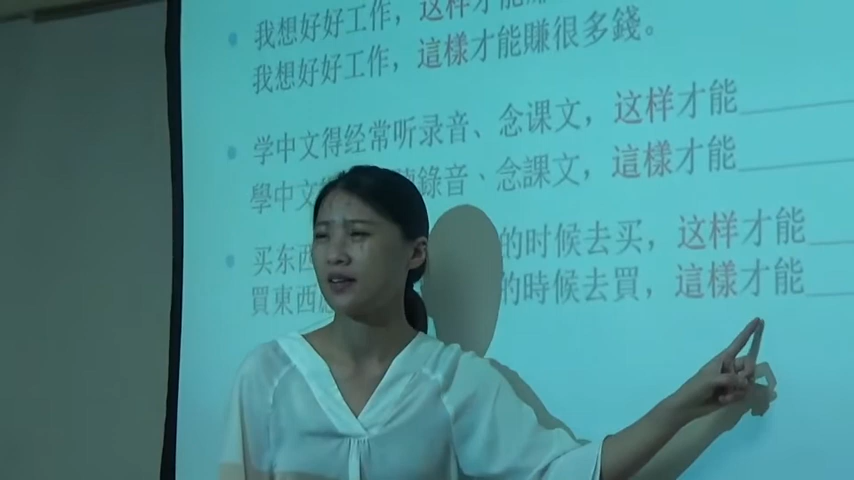 我想好好工作，这样才能赚
我想好好工作，這樣才能賺很多錢。
学中文得经常听录音、念课文，这样才能
學中文 錄音、念課文，這樣才能
买东西 的时候去买，这样才能
買東西 的時候去買，這樣才能